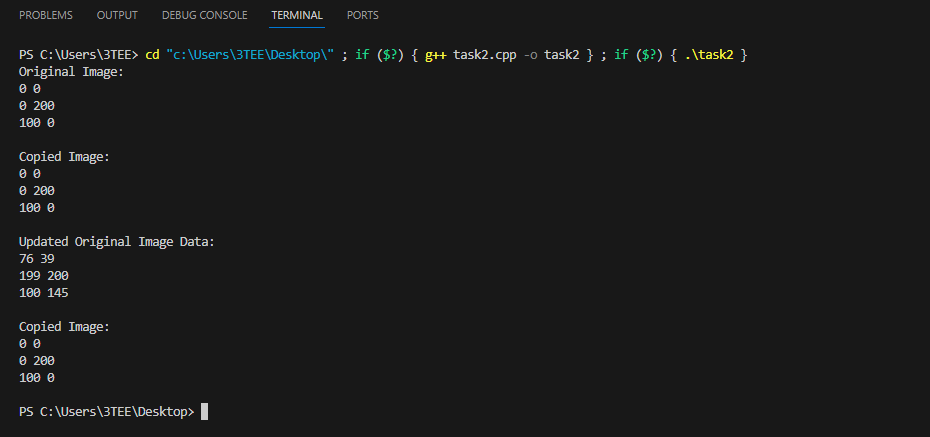 PROBLEMS OUTPUT DEBUG CONSOLE TERMINAL PORTS
PS C:\Users\3TEE> cd "c:\Users\3TEE\Desktop\" ; if ($?) { g++ task2.cpp -o task2 } ; if ($?) { .\task2 }
Original Image:
0 0
0 200
100 0
Copied Image:
0 0
0 200
100 0
Updated Original Image Data:
76 39
199 200
100 145
Copied Image:
0 0
0 200
100 0
PS C:\Users\3TEE\Desktop>